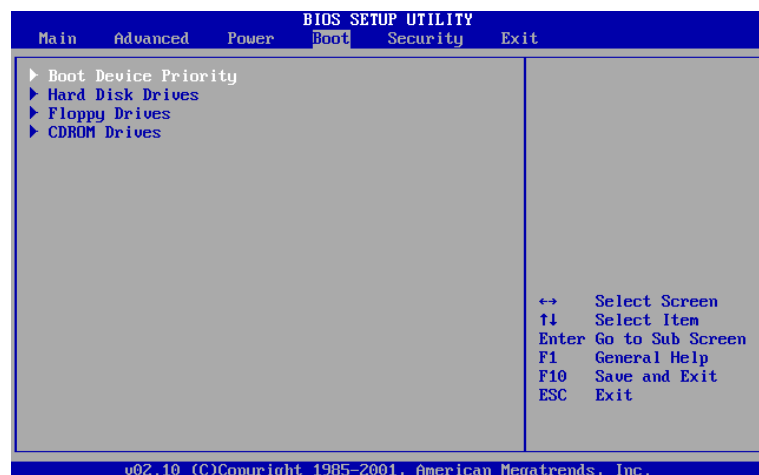 BIOS SETUP UTILITY
Main Advanced Power Boot Security Exit
Boot Device Priority
Hard Disk Drives
Floppy Drives
CDROM Drives
↔ Select Screen
↑↓ Select Item
Enter Go to Sub Screen
F1 General Help
F10 Save and Exit
ESC Exit
v02.10 (C)Copyright 1985-2001, American Megatrends, Inc.